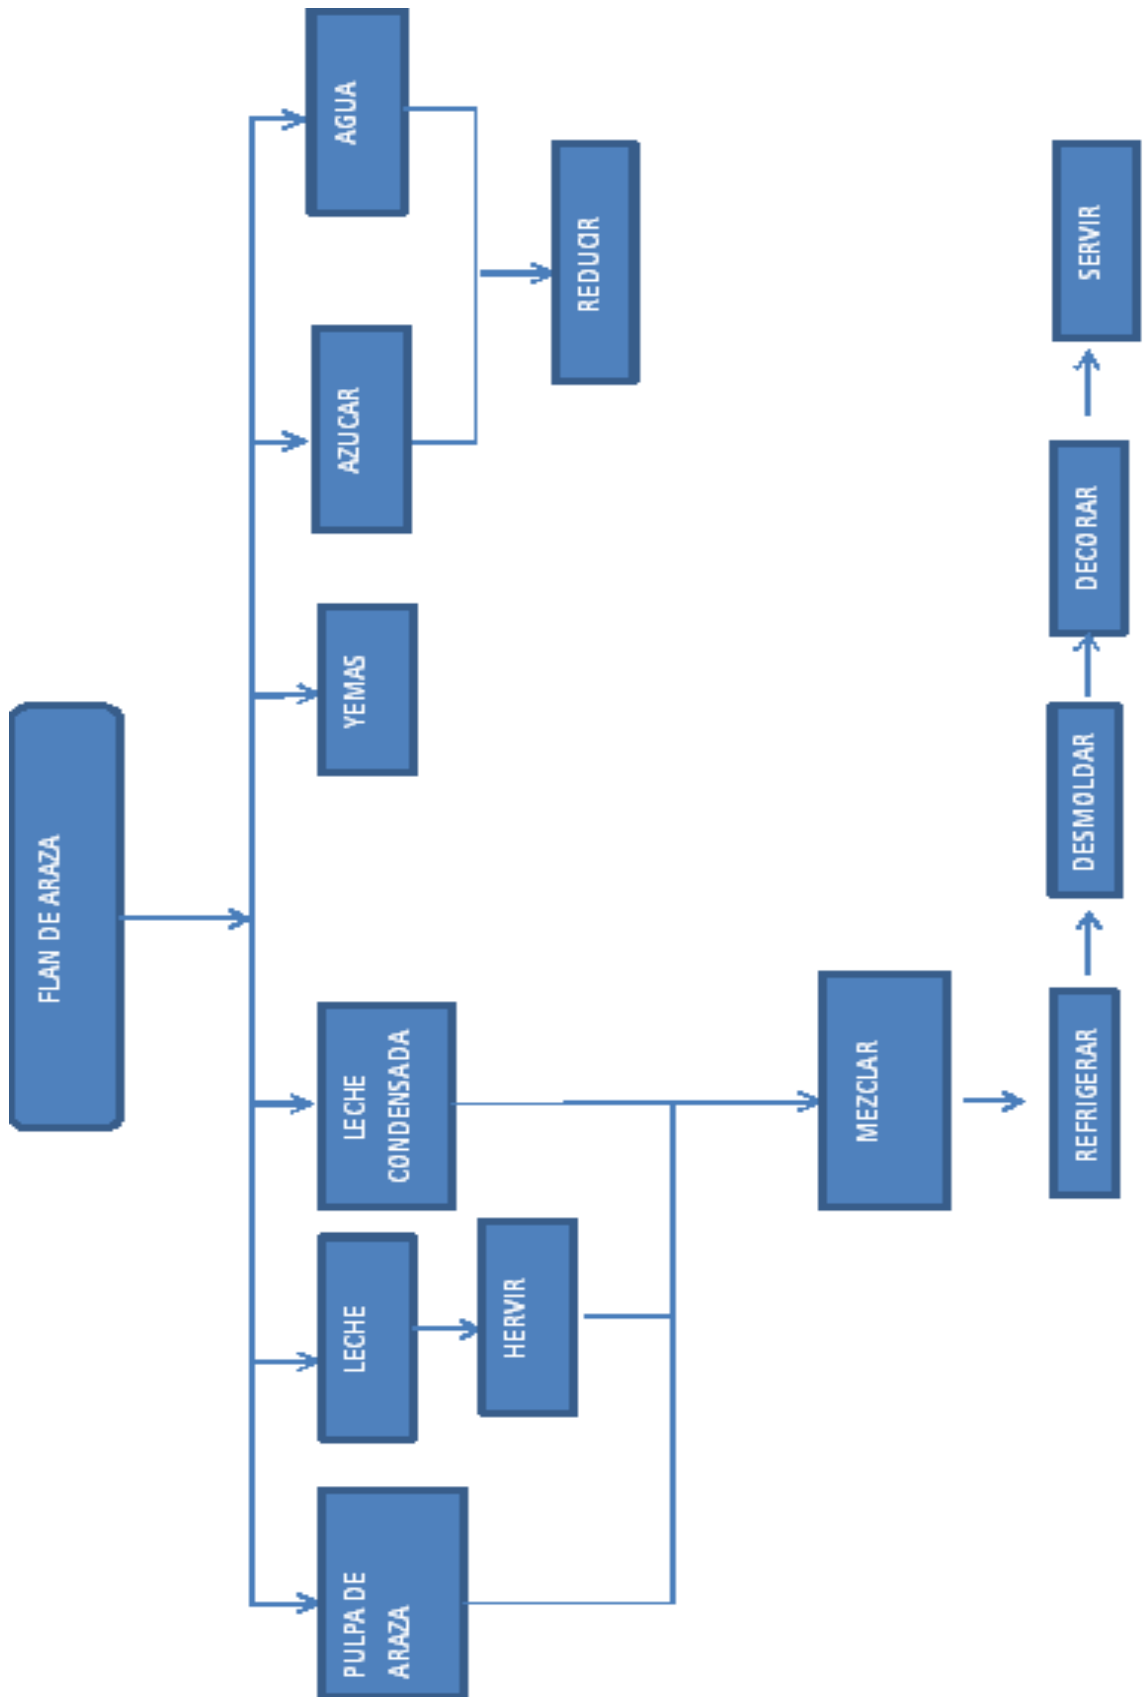 FLAN DE ARAZA
PULPA DE
ARAZA
LECHE
LECHE
CONDENSADA
YEMAS
AZUCAR
AGUA
HERVIR
REDUCIR
MEZCLAR
REFRIGERAR
DESMOLDAR
DECORAR
SERVIR